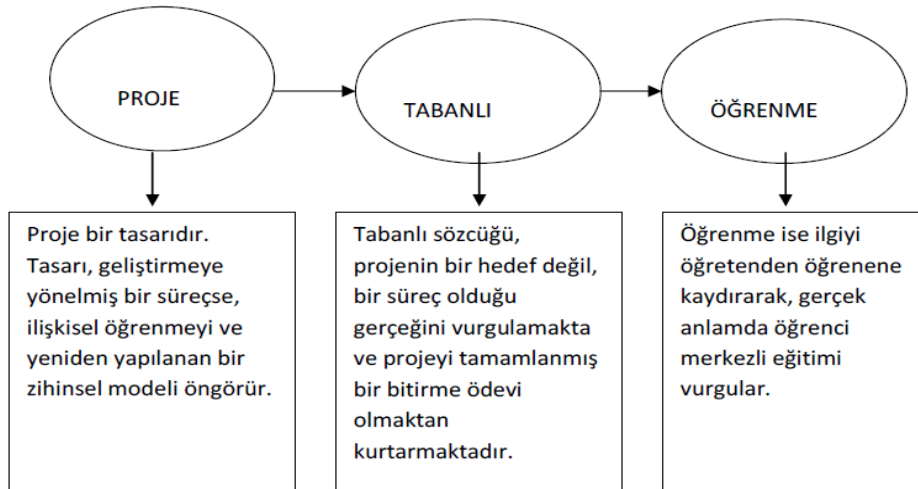 PROJE
TABANLI
ÖĞRENME
Proje bir tasarıdır.
Tasarı, geliştirmeye
yönelmiş bir süreçse,
ilişkisel öğrenmeyi ve
yeniden yapılanan bir
zihinsel modeli öngörür.
Tabanlı sözcüğü,
projenin bir hedef değil,
bir süreç olduğu
gerçeğini vurgulamakta
ve projeyi tamamlanmış
bir bitirme ödevi
olmaktan
kurtarmaktadır.
Öğrenme ise ilgiyi
öğretenden öğrenene
kaydırarak, gerçek
anlamda öğrenci
merkezli eğitimi
vurgular.